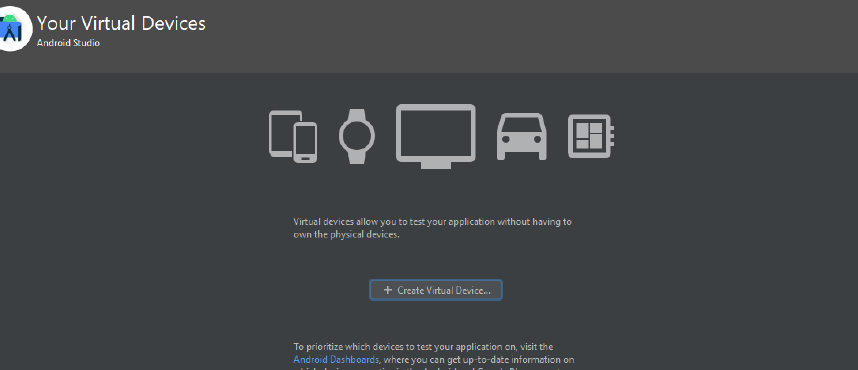 Your Virtual Devices
Android Studio
Virtual devices allow you to test your application without having to
own the physical devices.
+ Create Virtual Device...
To prioritize which devices to test your application on, visit the
Android Dashboards, where you can get up-to-date information on